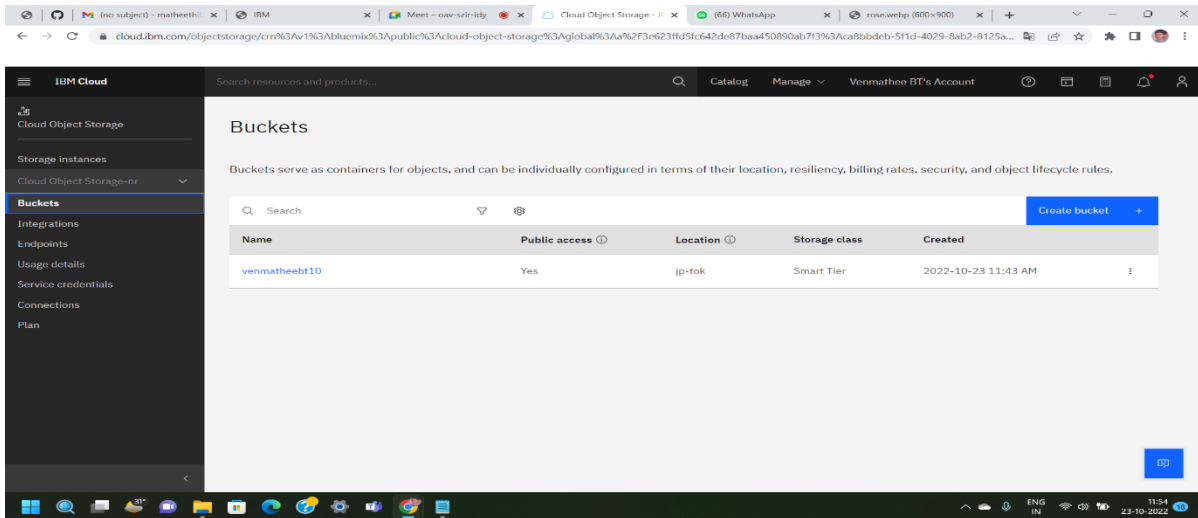 (no subject) - matheethi
IBM
Meet – oav-szir-idy
Cloud Object Storage - I
(66) WhatsApp
rose.webp (600×900)
cloud.ibm.com/objectstorage/crn%3Av1%3Abluemix%3Apublic%3Acloud-object-storage%3Aglobal%3Aa%2F3e623ffd5fc642de87baa450890ab7f3%3Aca8bbdeb-5f1d-4029-8ab2-8125a...
IBM Cloud
Search resources and products...
Catalog
Manage
Venmathee BT's Account
Cloud Object Storage
Storage instances
Cloud Object Storage-nr
Buckets
Integrations
Endpoints
Usage details
Service credentials
Connections
Plan
Buckets
Buckets serve as containers for objects, and can be individually configured in terms of their location, resiliency, billing rates, security, and object lifecycle rules.
Search
Create bucket +
Name Public access Location Storage class Created
venmatheebt10 Yes jp-tok Smart Tier 2022-10-23 11:43 AM
31°
ENG
IN
11:54
23-10-2022
18